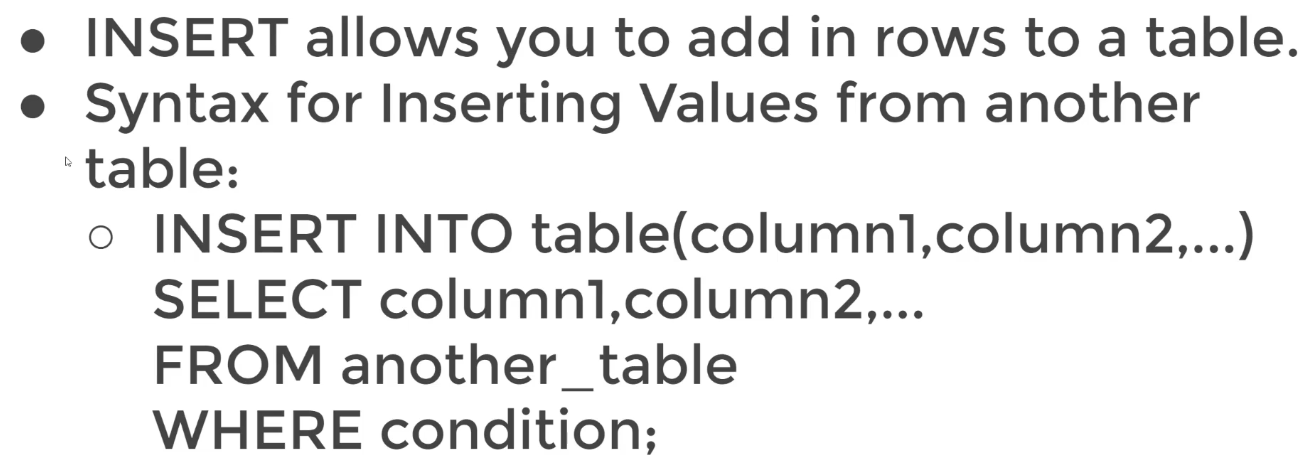 ● INSERT allows you to add in rows to a table.
● Syntax for Inserting Values from another
table:
○ INSERT INTO table(column1,column2,...)
SELECT column1,column2,...
FROM another_table
WHERE condition;